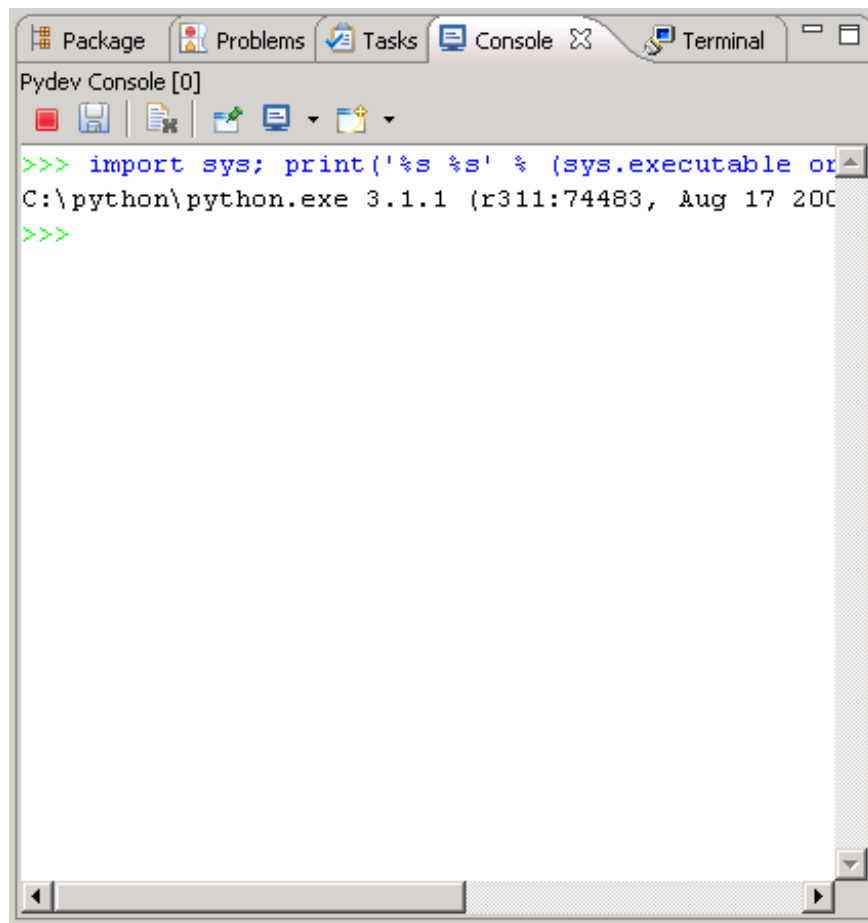 Package Problems Tasks Console Terminal
Pydev Console [0]
>>> import sys; print('%s %s' % (sys.executable or
C:\python\python.exe 3.1.1 (r311:74483, Aug 17 200
>>>